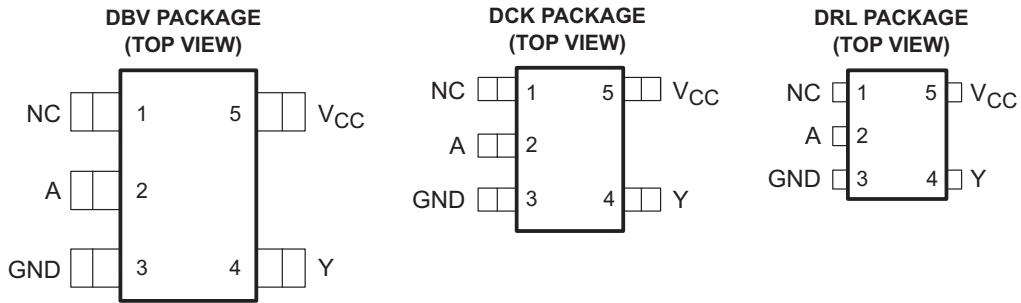 DBV PACKAGE
(TOP VIEW)
NC 1 5 VCC
A 2
GND 3 4 Y
DCK PACKAGE
(TOP VIEW)
NC 1 5 VCC
A 2
GND 3 4 Y
DRL PACKAGE
(TOP VIEW)
NC 1 5 VCC
A 2
GND 3 4 Y